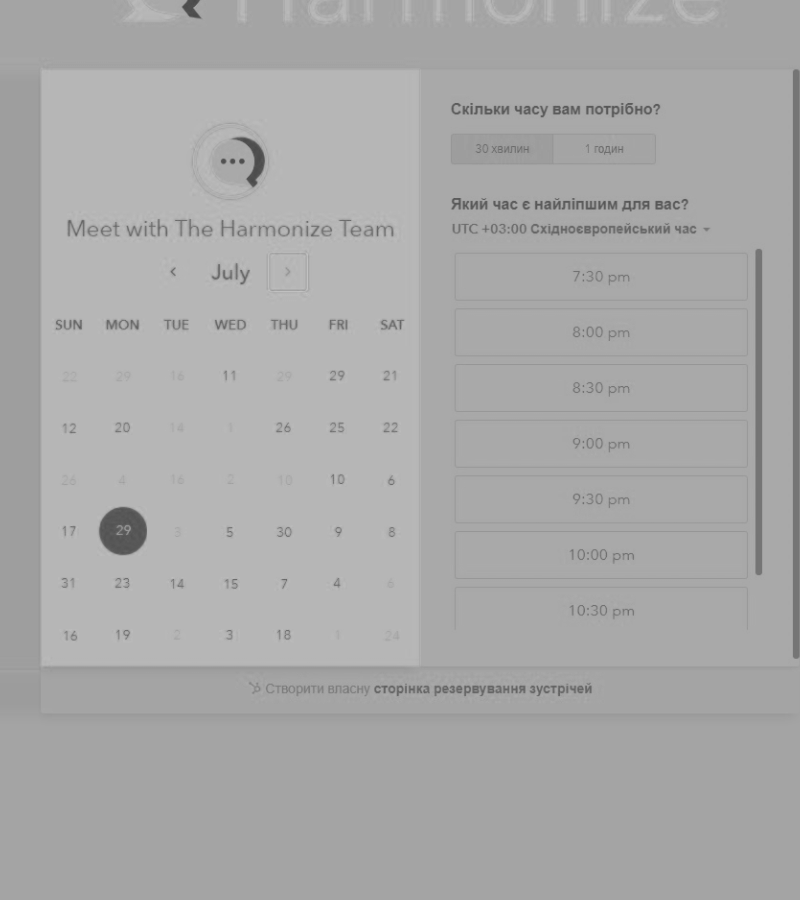 Harmonize
Meet with The Harmonize Team
July
SUN MON TUE WED THU FRI SAT
22 29 16 11 29 29 21
12 20 14 1 26 25 22
26 4 16 2 10 10 6
17 29 3 5 30 9 8
31 23 14 15 7 4 6
16 19 2 3 18 1 24
Скільки часу вам потрібно?
30 хвилин 1 годин
Який час є найліпшим для вас?
UTC +03:00 Східноєвропейський час
7:30 pm
8:00 pm
8:30 pm
9:00 pm
9:30 pm
10:00 pm
10:30 pm
Створити власну сторінка резервування зустрічей